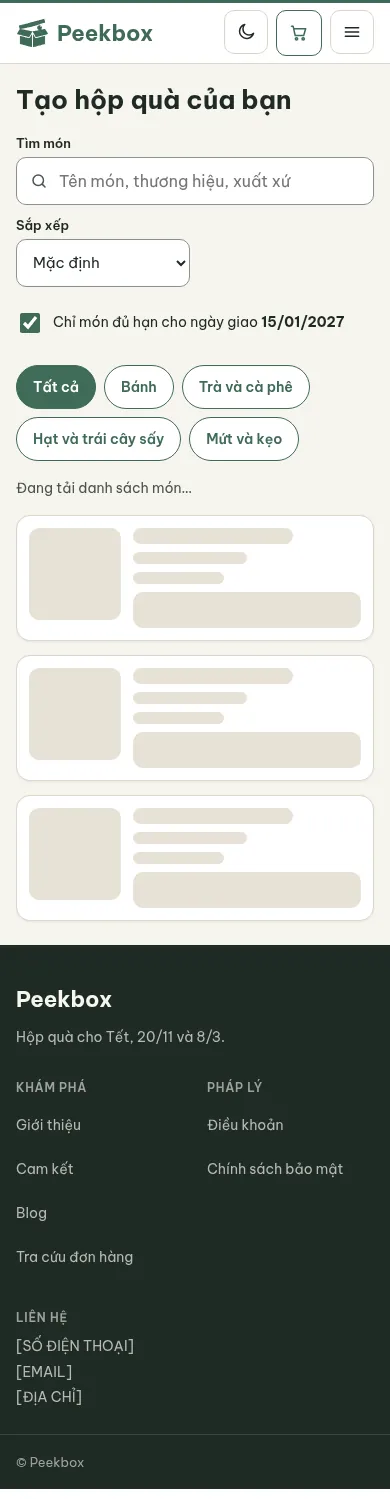 Peekbox
Tạo hộp quà của bạn
Tìm món
Tên món, thương hiệu, xuất xứ
Sắp xếp
Mặc định
Chỉ món đủ hạn cho ngày giao 15/01/2027
Tất cả
Bánh
Trà và cà phê
Hạt và trái cây sấy
Mứt và kẹo
Đang tải danh sách món...
Peekbox
Hộp quà cho Tết, 20/11 và 8/3.
KHÁM PHÁ
Giới thiệu
Cam kết
Blog
Tra cứu đơn hàng
PHÁP LÝ
Điều khoản
Chính sách bảo mật
LIÊN HỆ
[SỐ ĐIỆN THOẠI]
[EMAIL]
[ĐỊA CHỈ]
© Peekbox